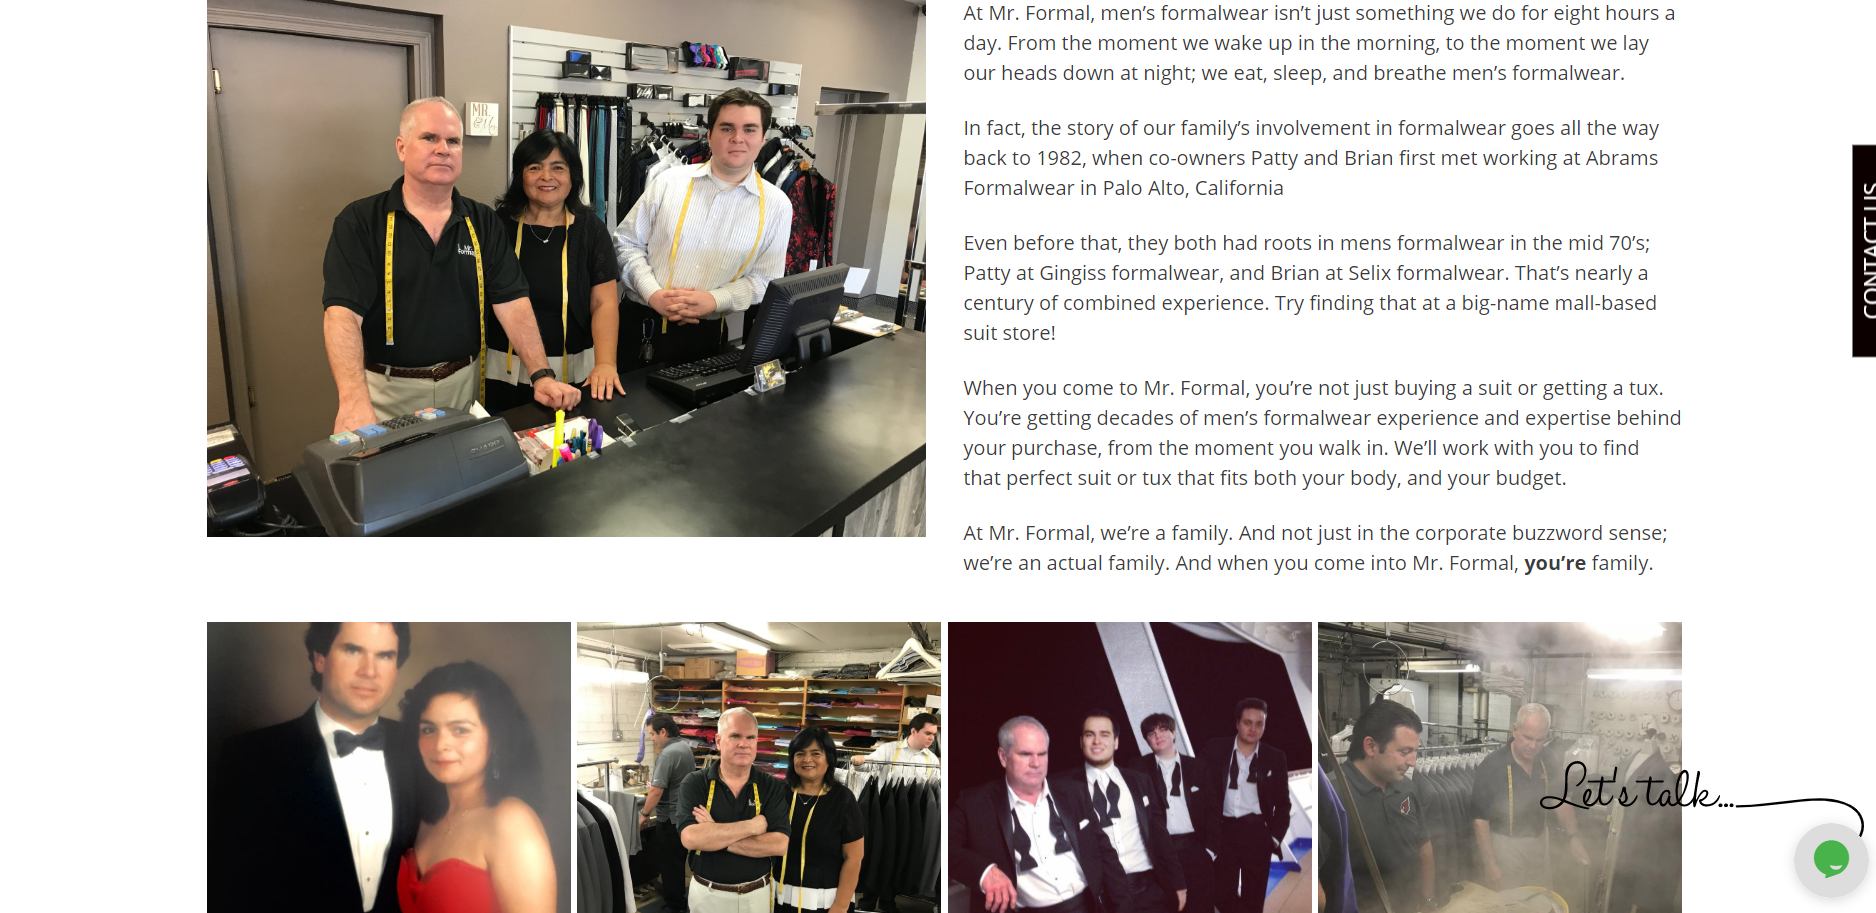 At Mr. Formal, men’s formalwear isn’t just something we do for eight hours a
day. From the moment we wake up in the morning, to the moment we lay
our heads down at night; we eat, sleep, and breathe men’s formalwear.
In fact, the story of our family’s involvement in formalwear goes all the way
back to 1982, when co-owners Patty and Brian first met working at Abrams
Formalwear in Palo Alto, California
Even before that, they both had roots in mens formalwear in the mid 70’s;
Patty at Gingiss formalwear, and Brian at Selix formalwear. That’s nearly a
century of combined experience. Try finding that at a big-name mall-based
suit store!
When you come to Mr. Formal, you’re not just buying a suit or getting a tux.
You’re getting decades of men’s formalwear experience and expertise behind
your purchase, from the moment you walk in. We’ll work with you to find
that perfect suit or tux that fits both your body, and your budget.
At Mr. Formal, we’re a family. And not just in the corporate buzzword sense;
we’re an actual family. And when you come into Mr. Formal, you’re family.
CONTACT US
MR.
Mr.
Formal
Let's talk...